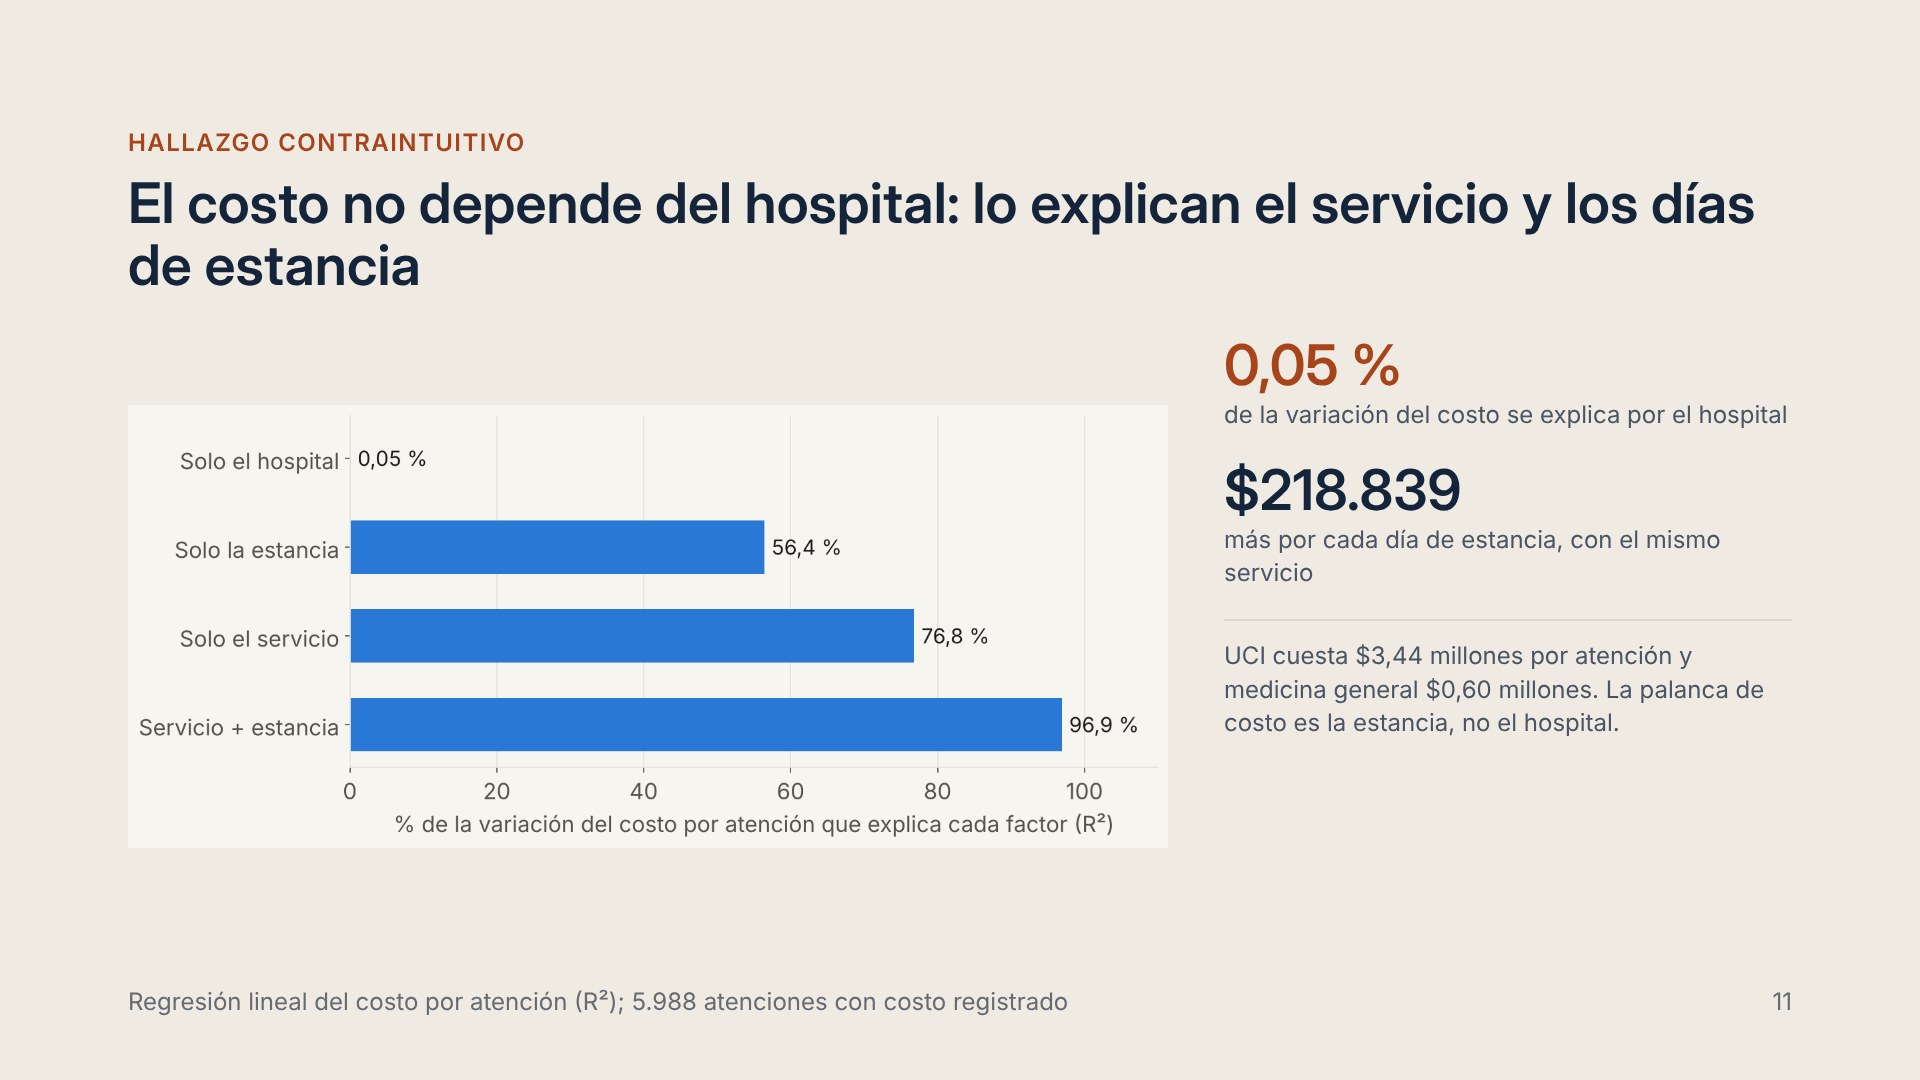 HALLAZGO CONTRAINTUITIVO
El costo no depende del hospital: lo explican el servicio y los días
de estancia
Solo el hospital
0,05 %
Solo la estancia
56,4 %
Solo el servicio
76,8 %
Servicio + estancia
96,9 %
0 20 40 60 80 100
% de la variación del costo por atención que explica cada factor (R²)
0,05 %
de la variación del costo se explica por el hospital
$218.839
más por cada día de estancia, con el mismo
servicio
UCI cuesta $3,44 millones por atención y
medicina general $0,60 millones. La palanca de
costo es la estancia, no el hospital.
Regresión lineal del costo por atención (R²); 5.988 atenciones con costo registrado
11